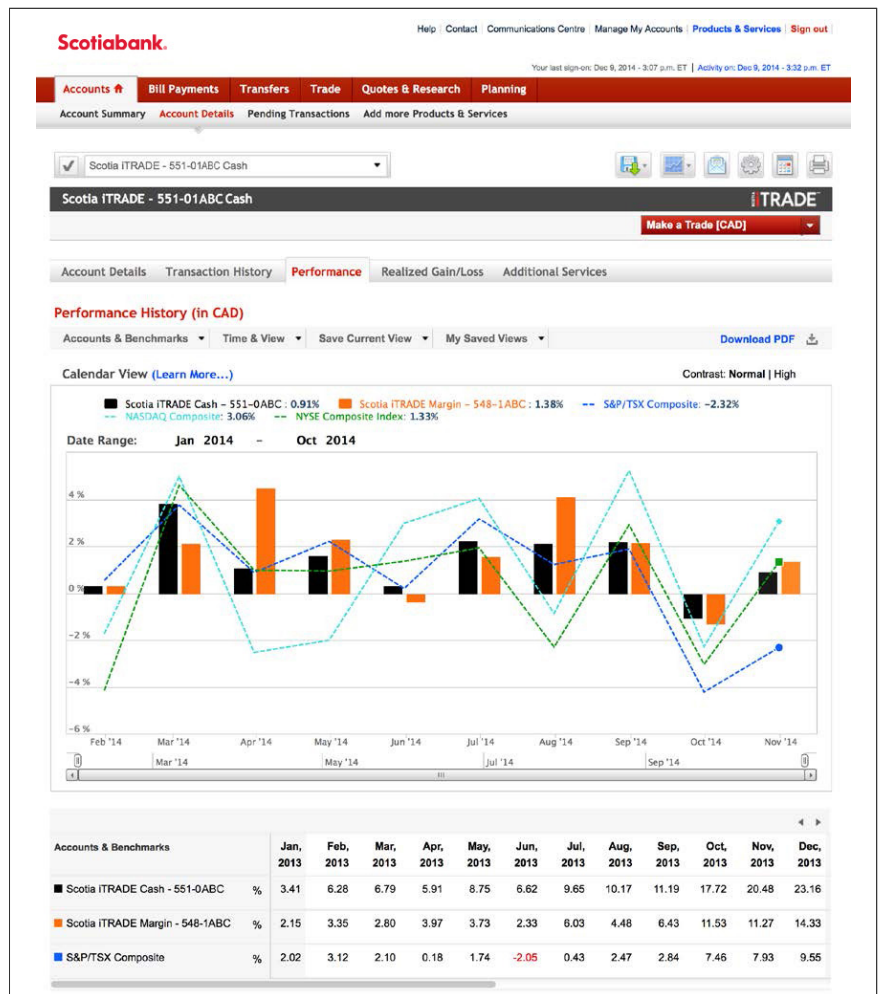 Help | Contact | Communications Centre | Manage My Accounts | Products & Services | Sign out
Scotiabank.
Your last sign-on: Dec 9, 2014 - 3:07 p.m. ET | Activity on: Dec 9, 2014 - 3:32 p.m. ET
Accounts Bill Payments Transfers Trade Quotes & Research Planning
Account Summary Account Details Pending Transactions Add more Products & Services
Scotia iTRADE - 551-01ABC Cash
Scotia iTRADE - 551-01ABC Cash iTRADE
Make a Trade [CAD]
Account Details Transaction History Performance Realized Gain/Loss Additional Services
Performance History (in CAD)
Accounts & Benchmarks Time & View Save Current View My Saved Views Download PDF
Calendar View (Learn More...) Contrast: Normal | High
Scotia iTRADE Cash - 551-0ABC : 0.91% Scotia iTRADE Margin - 548-1ABC : 1.38% S&P/TSX Composite: -2.32%
NASDAQ Composite: 3.06% NYSE Composite Index: 1.33%
Date Range: Jan 2014 - Oct 2014
4 %
2 %
0 %
-2 %
-4 %
-6 %
Feb '14 Mar '14 Apr '14 May '14 Jun '14 Jul '14 Aug '14 Sep '14 Oct '14 Nov '14
Mar '14 May '14 Jul '14 Sep '14
Accounts & Benchmarks Jan, 2013 Feb, 2013 Mar, 2013 Apr, 2013 May, 2013 Jun, 2013 Jul, 2013 Aug, 2013 Sep, 2013 Oct, 2013 Nov, 2013 Dec, 2013
Scotia iTRADE Cash - 551-0ABC % 3.41 6.28 6.79 5.91 8.75 6.62 9.65 10.17 11.19 17.72 20.48 23.16
Scotia iTRADE Margin - 548-1ABC % 2.15 3.35 2.80 3.97 3.73 2.33 6.03 4.48 6.43 11.53 11.27 14.33
S&P/TSX Composite % 2.02 3.12 2.10 0.18 1.74 -2.05 0.43 2.47 2.84 7.46 7.93 9.55